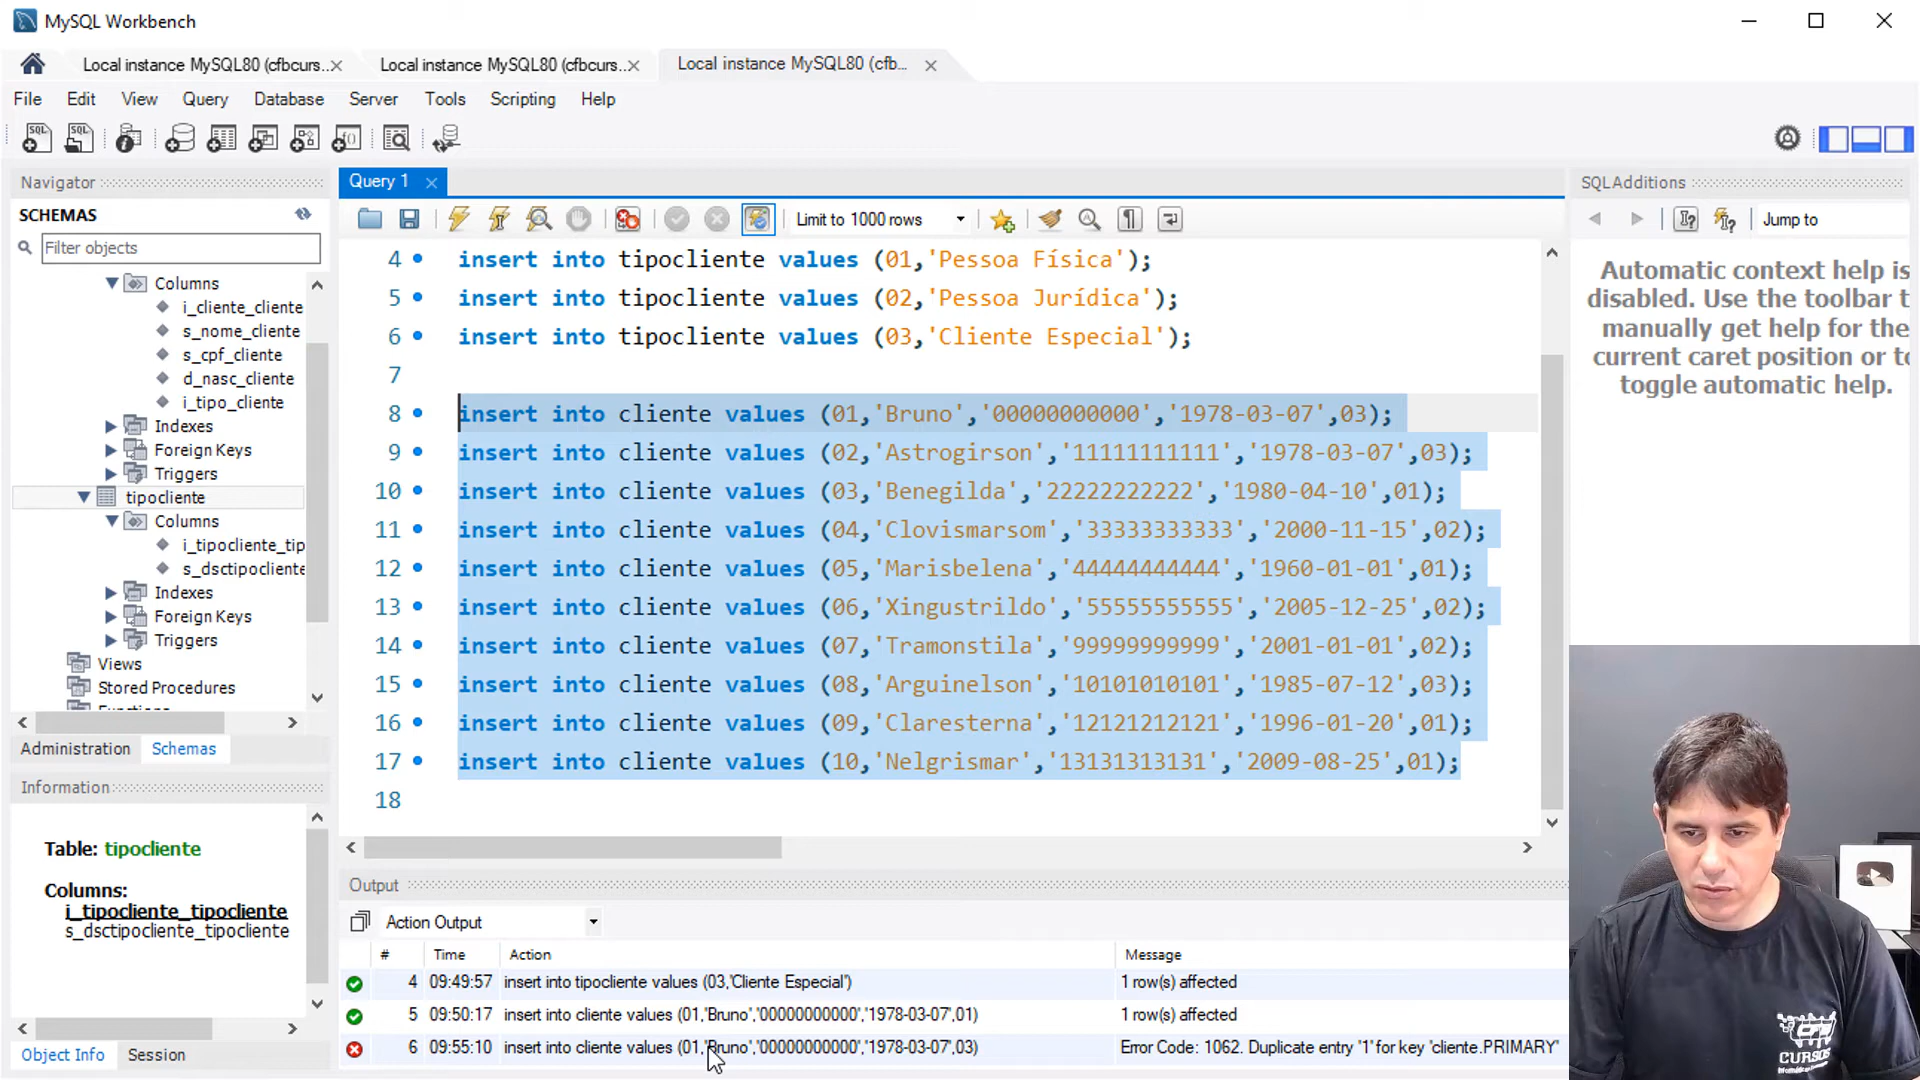 MySQL Workbench
Local instance MySQL80 (cfbcurs...
Local instance MySQL80 (cfbcurs...
Local instance MySQL80 (cfb...
File Edit View Query Database Server Tools Scripting Help
Navigator
SCHEMAS
Filter objects
Columns
i_cliente_cliente
s_nome_cliente
s_cpf_cliente
d_nasc_cliente
i_tipo_cliente
Indexes
Foreign Keys
Triggers
tipocliente
Columns
i_tipocliente_tip
s_dsctipocliente
Indexes
Foreign Keys
Triggers
Views
Stored Procedures
Administration Schemas
Information
Table: tipocliente
Columns:
i_tipocliente_tipocliente
s_dsctipocliente_tipocliente
Object Info Session
Query 1
Limit to 1000 rows
4 insert into tipocliente values (01,'Pessoa Física');
5 insert into tipocliente values (02,'Pessoa Jurídica');
6 insert into tipocliente values (03,'Cliente Especial');
7
8 insert into cliente values (01,'Bruno','00000000000','1978-03-07',03);
9 insert into cliente values (02,'Astrogirson','11111111111','1978-03-07',03);
10 insert into cliente values (03,'Benegilda','22222222222','1980-04-10',01);
11 insert into cliente values (04,'Clovismarsom','33333333333','2000-11-15',02);
12 insert into cliente values (05,'Marisbelena','44444444444','1960-01-01',01);
13 insert into cliente values (06,'Xingustrildo','55555555555','2005-12-25',02);
14 insert into cliente values (07,'Tramonstila','99999999999','2001-01-01',02);
15 insert into cliente values (08,'Arguinelson','10101010101','1985-07-12',03);
16 insert into cliente values (09,'Claresterna','12121212121','1996-01-20',01);
17 insert into cliente values (10,'Nelgrismar','13131313131','2009-08-25',01);
18
Output
Action Output
# Time Action Message
4 09:49:57 insert into tipocliente values (03,'Cliente Especial') 1 row(s) affected
5 09:50:17 insert into cliente values (01,'Bruno','00000000000','1978-03-07',01) 1 row(s) affected
6 09:55:10 insert into cliente values (01,'Bruno','00000000000','1978-03-07',03) Error Code: 1062. Duplicate entry '1' for key 'cliente.PRIMARY'
SQLAdditions
Jump to
Automatic context help is
disabled. Use the toolbar t
manually get help for the
current caret position or to
toggle automatic help.
CFB
CURSOS